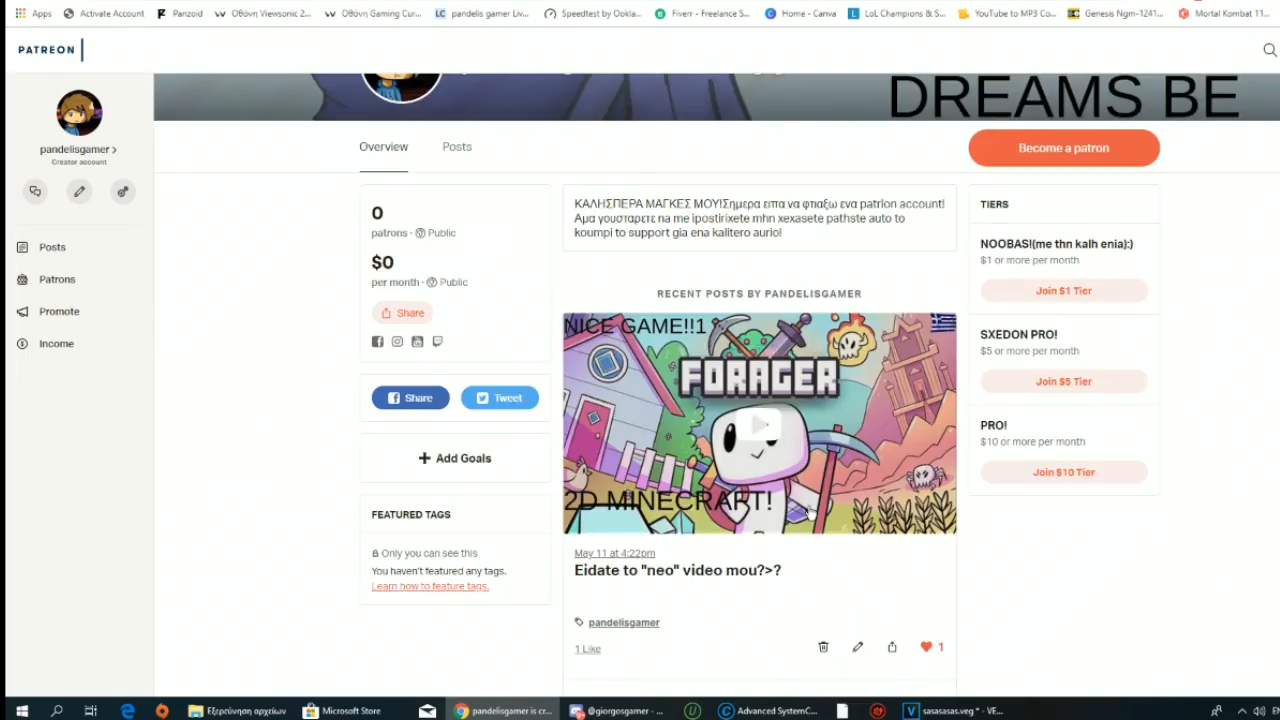 Apps
Activate Account
Panzoid
Οθόνη Viewsonic 2...
Οθόνη Gaming Cur...
pandelis gamer Liv...
Speedtest by Ookla...
Fiverr - Freelance S...
Home - Canva
LoL Champions & S...
YouTube to MP3 Co...
Genesis Ngm-1241...
Mortal Kombat 11...
PATREON
DREAMS BE
pandelisgamer
Creator account
Posts
Patrons
Promote
Income
Overview
Posts
Become a patron
0
patrons · Public
$0
per month · Public
Share
Share
Tweet
Add Goals
FEATURED TAGS
Only you can see this
You haven't featured any tags.
Learn how to feature tags.
ΚΑΛΗΣΠΕΡΑ ΜΑΓΚΕΣ ΜΟΥ!Σημερα ειπα να φτιαξω ενα patrion account!
Αμα γουσταρετε na me ipostirixete mhn xexasete pathste auto to
koumpi to support gia ena kalitero aurio!
RECENT POSTS BY PANDELISGAMER
NICE GAME!!1
FORAGER
2D MINECRAFT!
May 11 at 4:22pm
Eidate to "neo" video mou?>?
pandelisgamer
1 Like
1
TIERS
NOOBAS!(me thn kalh enia):)
$1 or more per month
Join $1 Tier
SXEDON PRO!
$5 or more per month
Join $5 Tier
PRO!
$10 or more per month
Join $10 Tier
Εξερεύνηση αρχείων
Microsoft Store
pandelisgamer is cr...
@giorgosgamer - ...
Advanced SystemC...
sasasasas.veg * - VE...